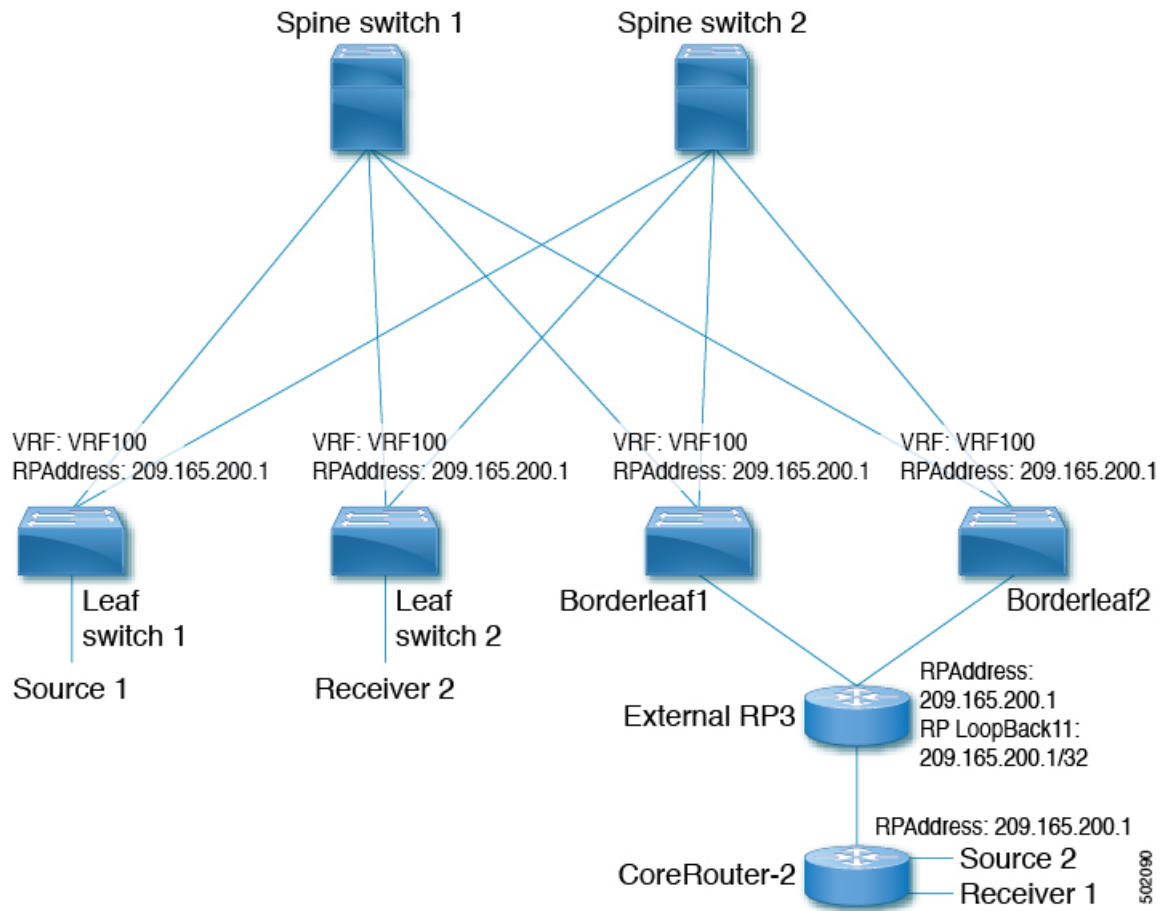 Spine switch 1
Spine switch 2
VRF: VRF100
RPAddress: 209.165.200.1
VRF: VRF100
RPAddress: 209.165.200.1
VRF: VRF100
RPAddress: 209.165.200.1
VRF: VRF100
RPAddress: 209.165.200.1
Leaf
switch 1
Source 1
Leaf
switch 2
Receiver 2
Borderleaf1
Borderleaf2
External RP3
RPAddress:
209.165.200.1
RP LoopBack11:
209.165.200.1/32
RPAddress: 209.165.200.1
CoreRouter-2
Source 2
Receiver 1
502090